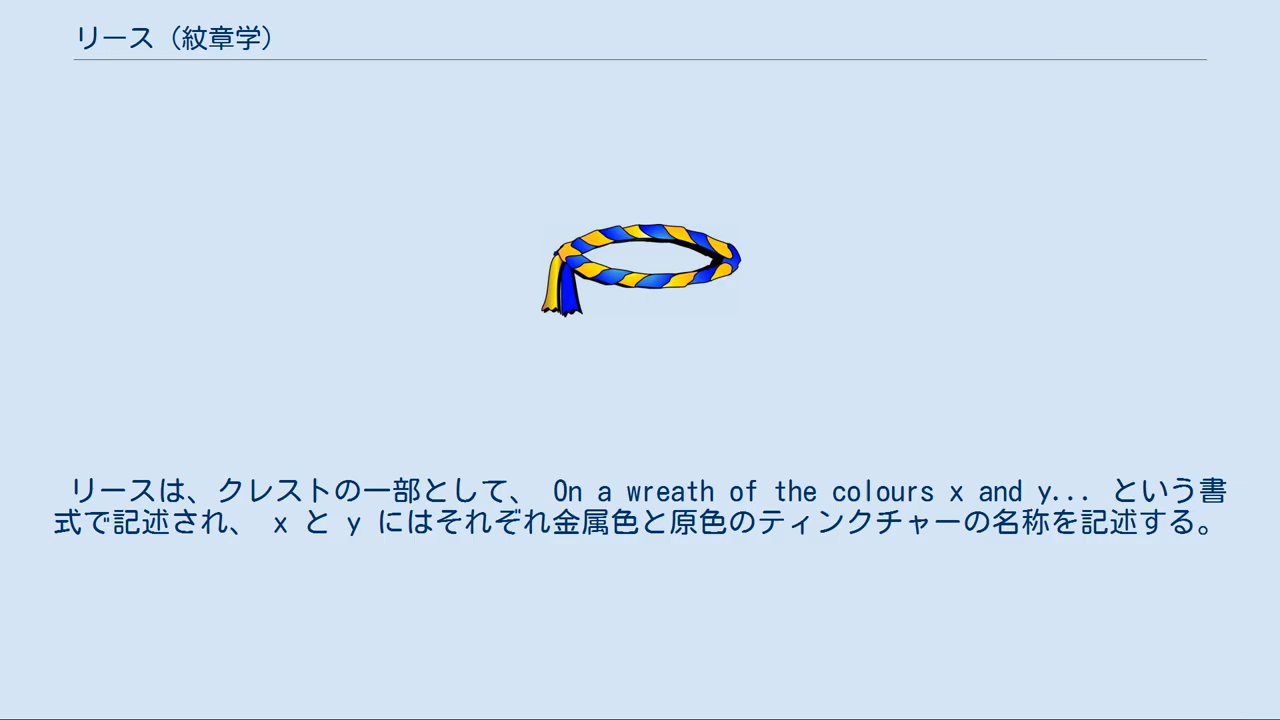 リース（紋章学）
リースは、クレストの一部として、 On a wreath of the colours x and y... という書
式で記述され、 x と y にはそれぞれ金属色と原色のティンクチャーの名称を記述する。